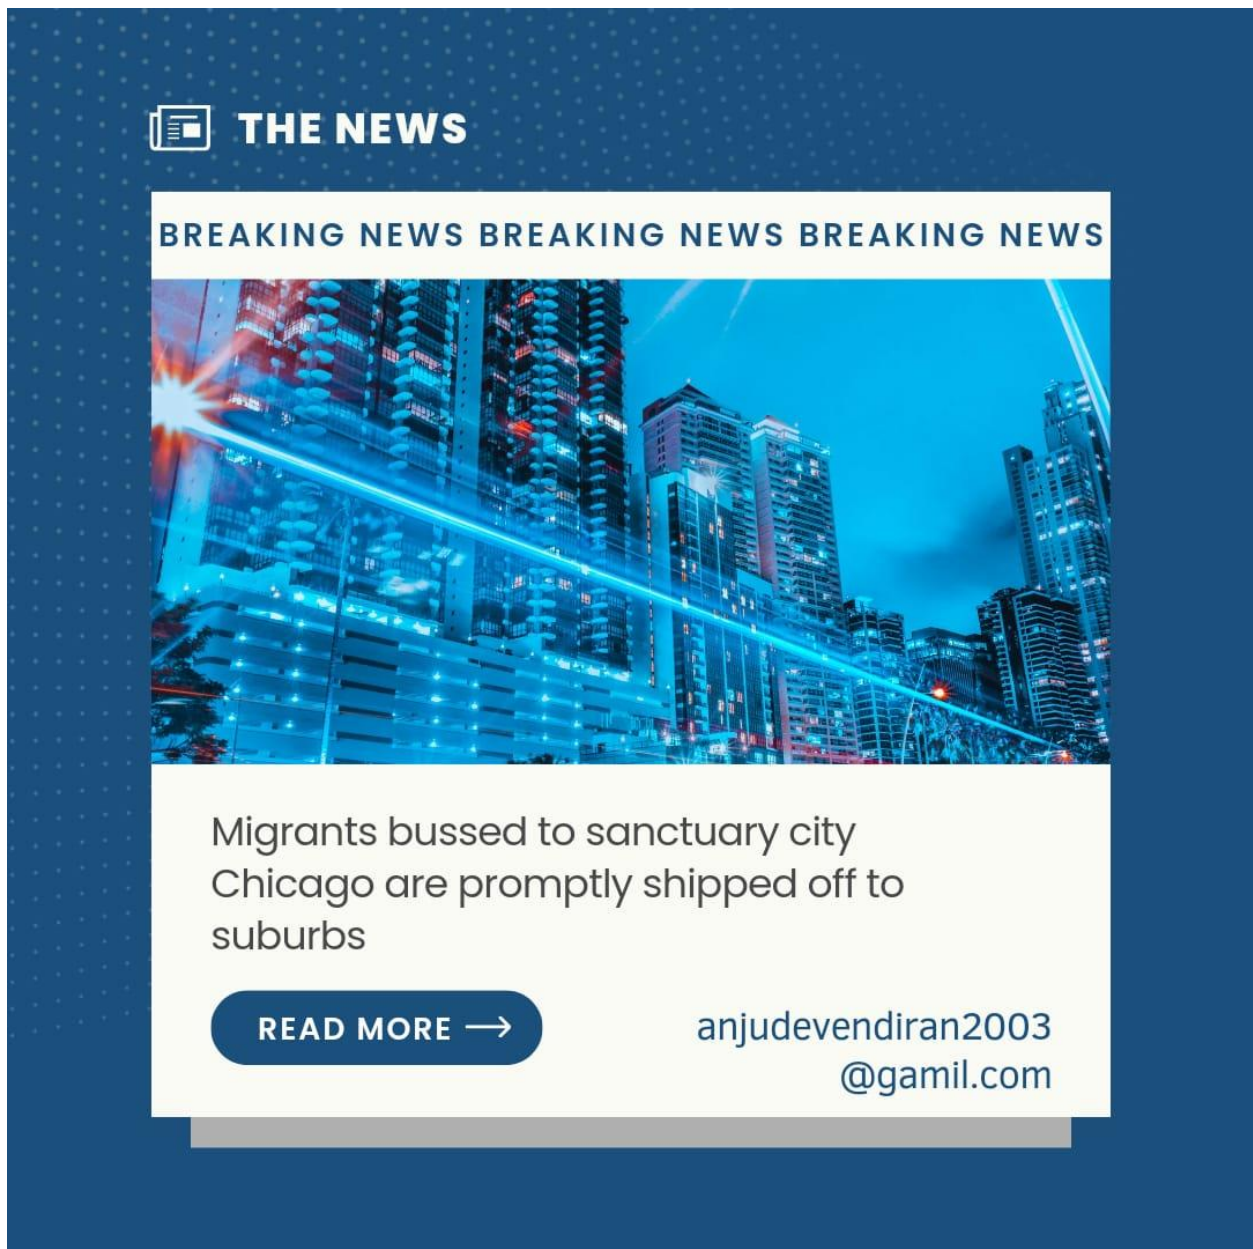 THE NEWS
BREAKING NEWS BREAKING NEWS BREAKING NEWS
Migrants bussed to sanctuary city
Chicago are promptly shipped off to
suburbs
READ MORE →
anjudevendiran2003
@gamil.com